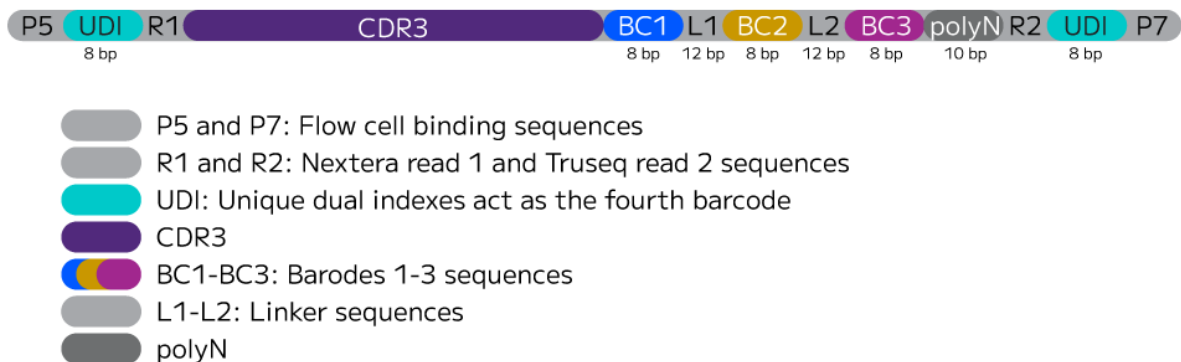 P5 UDI R1 CDR3 BC1 L1 BC2 L2 BC3 polyN R2 UDI P7
8 bp 8 bp 12 bp 8 bp 12 bp 8 bp 10 bp 8 bp
P5 and P7: Flow cell binding sequences
R1 and R2: Nextera read 1 and Truseq read 2 sequences
UDI: Unique dual indexes act as the fourth barcode
CDR3
BC1-BC3: Barodes 1-3 sequences
L1-L2: Linker sequences
polyN